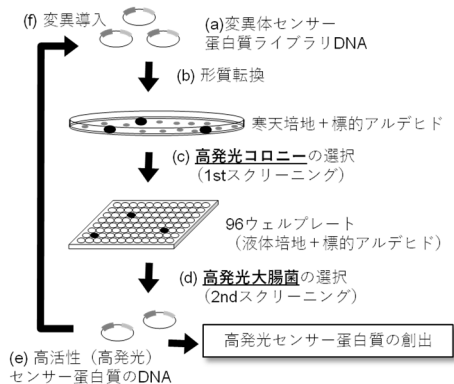 (f) 変異導入
(a)変異体センサー
蛋白質ライブラリDNA
(b) 形質転換
寒天培地＋標的アルデヒド
(c) 高発光コロニーの選択
（1stスクリーニング）
96ウェルプレート
（液体培地＋標的アルデヒド）
(d) 高発光大腸菌の選択
（2ndスクリーニング）
高発光センサー蛋白質の創出
(e) 高活性（高発光）
センサー蛋白質のDNA